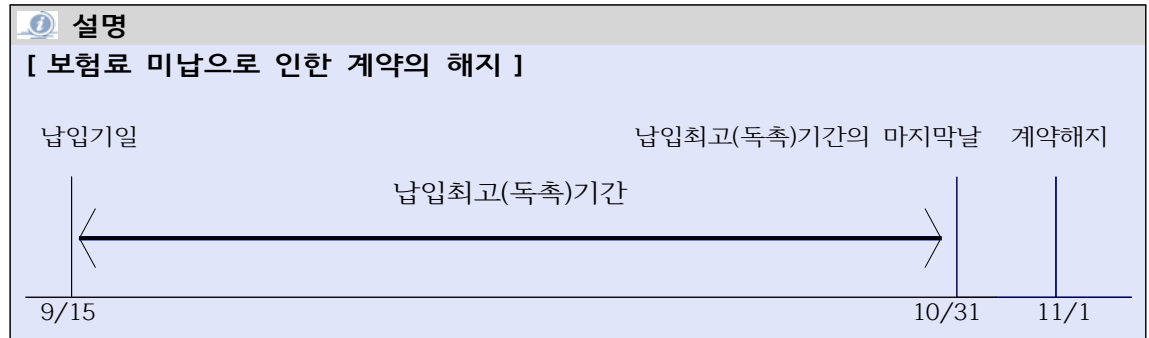 설명
[ 보험료 미납으로 인한 계약의 해지 ]
납입기일 납입최고(독촉)기간의 마지막날 계약해지
납입최고(독촉)기간
9/15 10/31 11/1